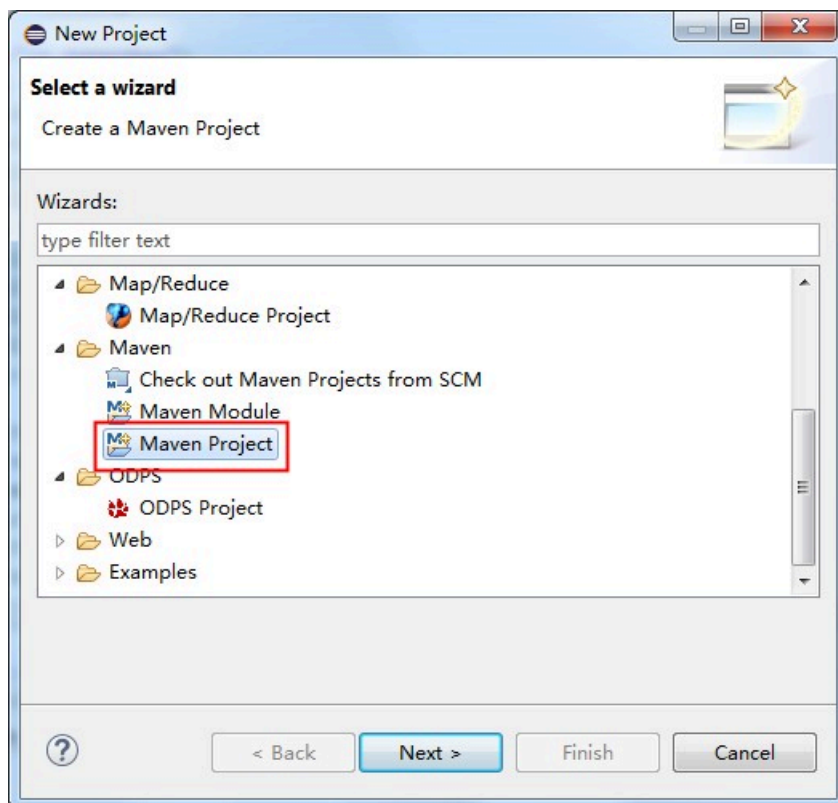 New Project
Select a wizard
Create a Maven Project
Wizards:
type filter text
Map/Reduce
Map/Reduce Project
Maven
Check out Maven Projects from SCM
Maven Module
Maven Project
ODPS
ODPS Project
Web
Examples
? < Back Next > Finish Cancel